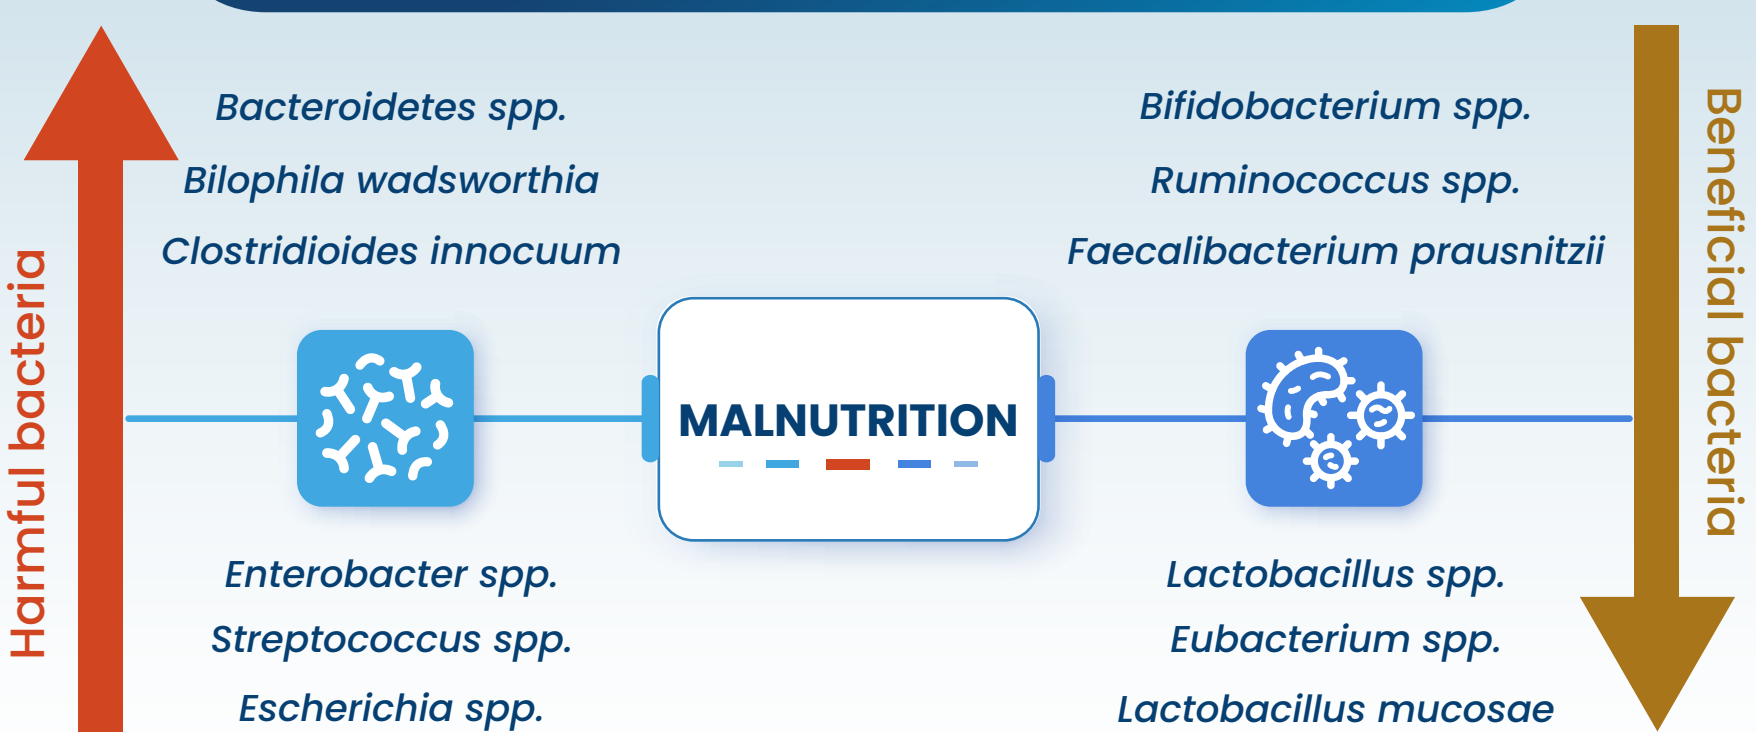 Harmful bacteria
Bacteroidetes spp.
Bilophila wadsworthia
Clostridioides innocuum
Enterobacter spp.
Streptococcus spp.
Escherichia spp.
MALNUTRITION
Bifidobacterium spp.
Ruminococcus spp.
Faecalibacterium prausnitzii
Lactobacillus spp.
Eubacterium spp.
Lactobacillus mucosae
Beneficial bacteria